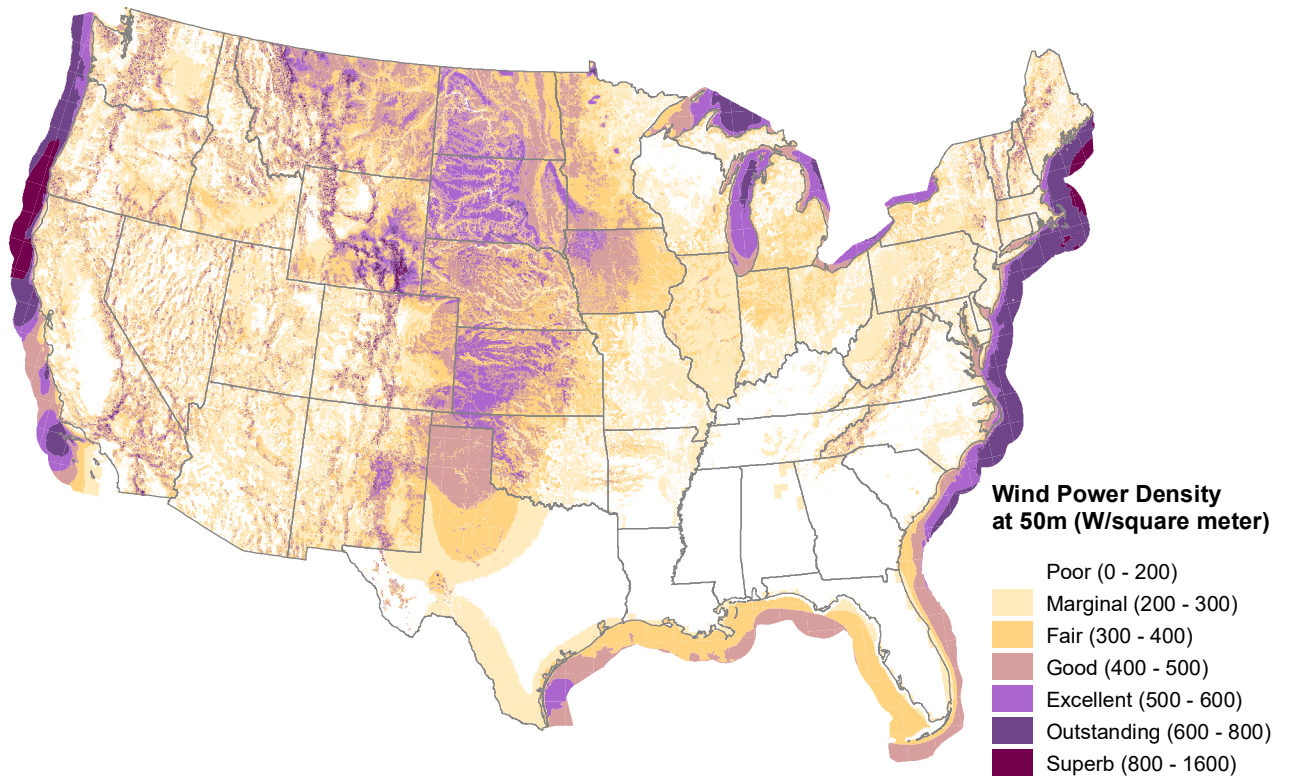 Wind Power Density
at 50m (W/square meter)
Poor (0 - 200)
Marginal (200 - 300)
Fair (300 - 400)
Good (400 - 500)
Excellent (500 - 600)
Outstanding (600 - 800)
Superb (800 - 1600)